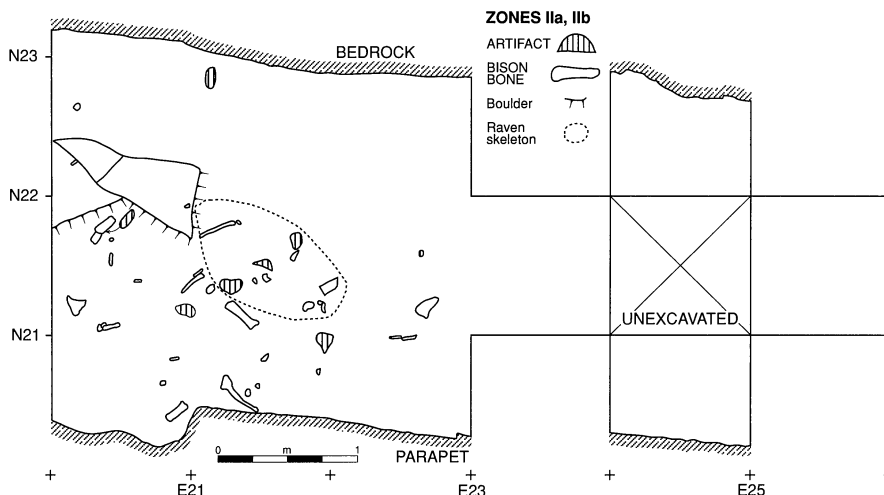 ZONES IIa, IIb
ARTIFACT
BISON
BONE
Boulder
Raven
skeleton
N23
BEDROCK
N22
N21
UNEXCAVATED
0 m 1
PARAPET
E21
E23
E25